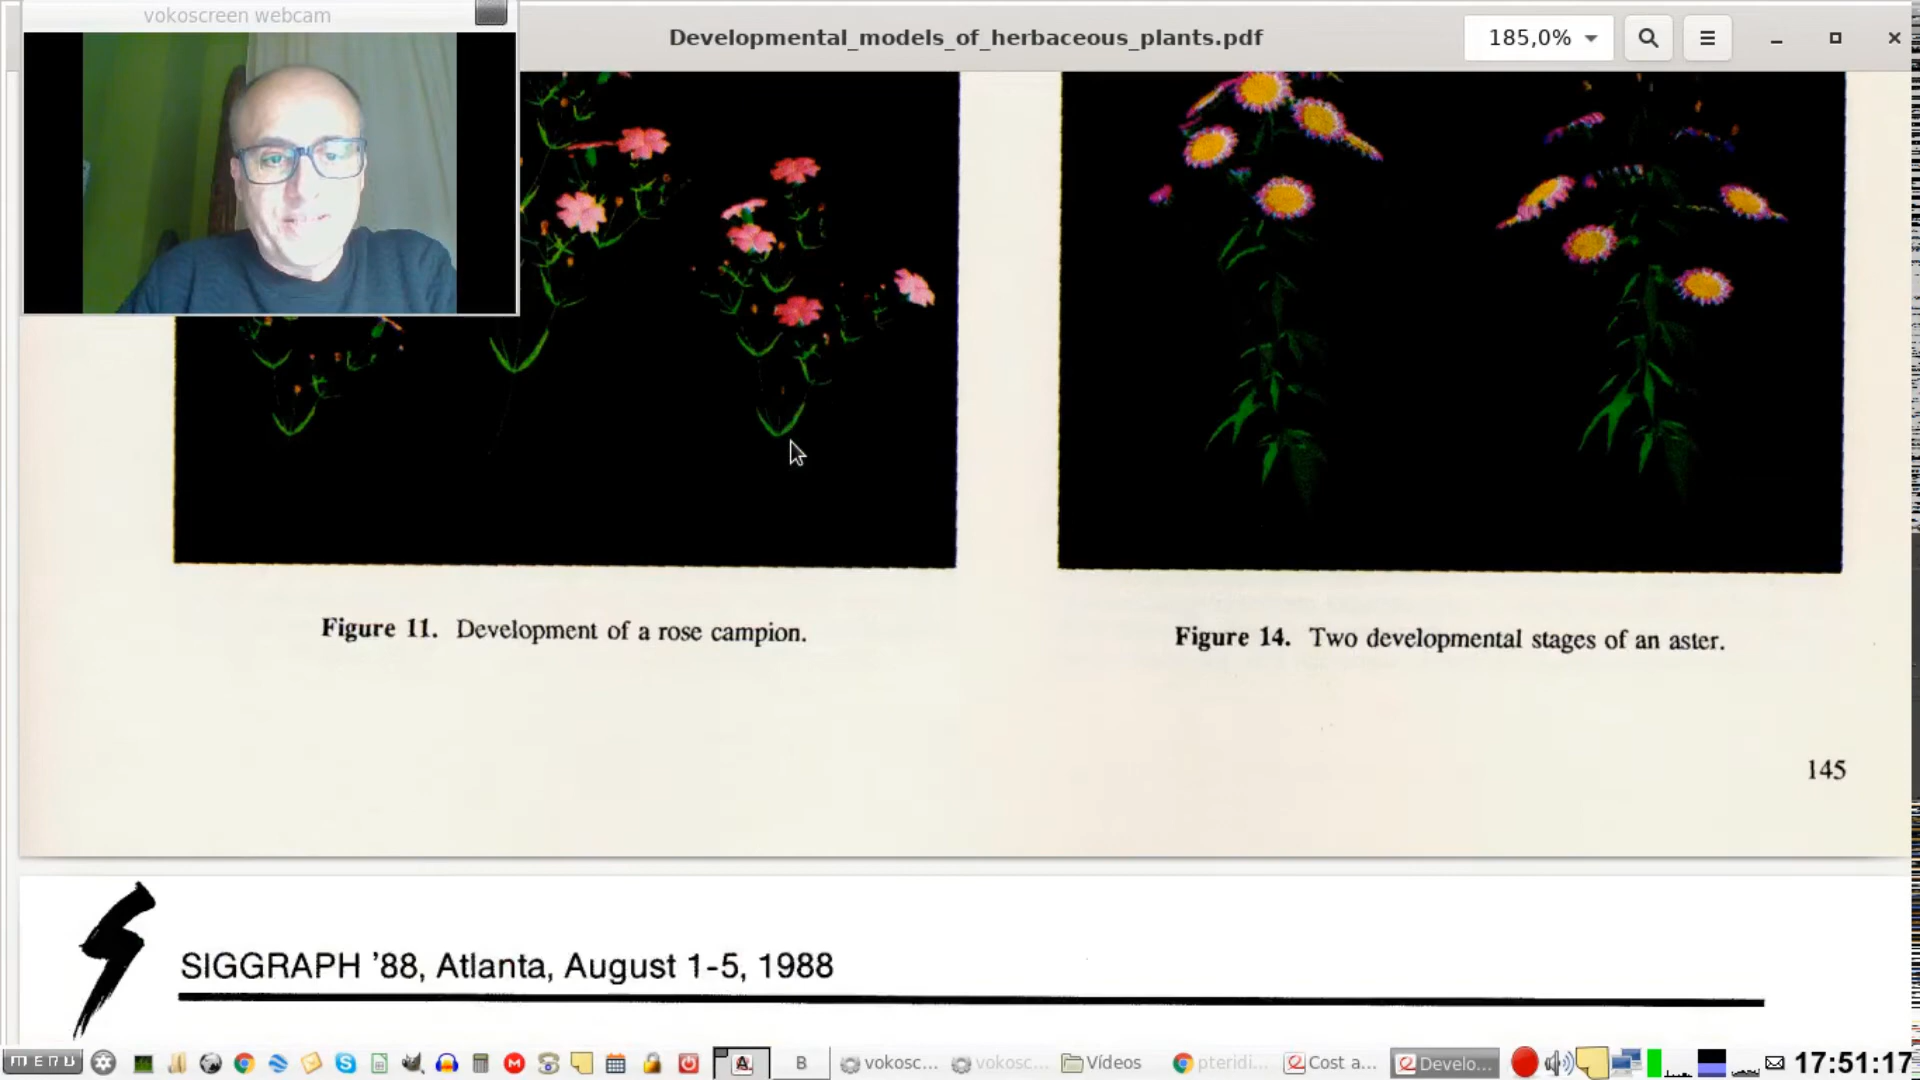 vokoscreen webcam
Developmental_models_of_herbaceous_plants.pdf
185,0%
Figure 11. Development of a rose campion.
Figure 14. Two developmental stages of an aster.
145
SIGGRAPH '88, Atlanta, August 1-5, 1988
MENU
A
B
vokosc...
vokosc...
Vídeos
pteridi...
Cost a...
Develo...
17:51:17